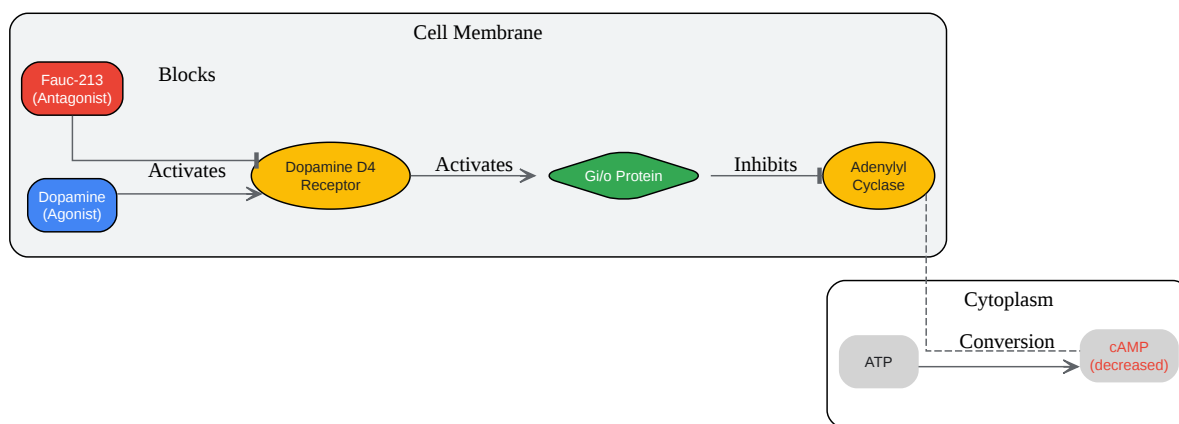 Cell Membrane
Fauc-213
(Antagonist)
Blocks
Activates
Dopamine
(Agonist)
Dopamine D4
Receptor
Activates
Gi/o Protein
Inhibits
Adenylyl
Cyclase
Cytoplasm
ATP
Conversion
cAMP
(decreased)